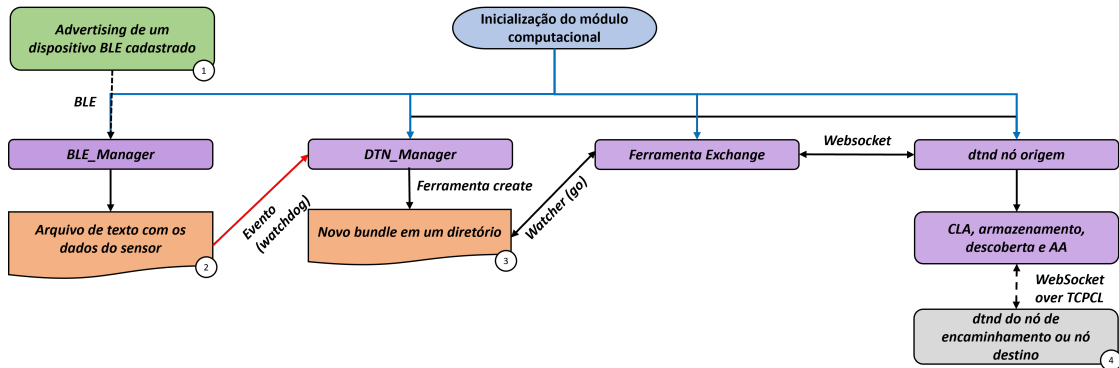 Advertising de um
dispositivo BLE cadastrado
1
Inicialização do módulo
computacional
BLE
BLE_Manager
DTN_Manager
Ferramenta Exchange
Websocket
dtnd nó origem
Ferramenta create
Evento
(watchdog)
Watcher (go)
Arquivo de texto com os
dados do sensor
2
Novo bundle em um diretório
3
CLA, armazenamento,
descoberta e AA
WebSocket
over TCPCL
dtnd do nó de
encaminhamento ou nó
destino
4